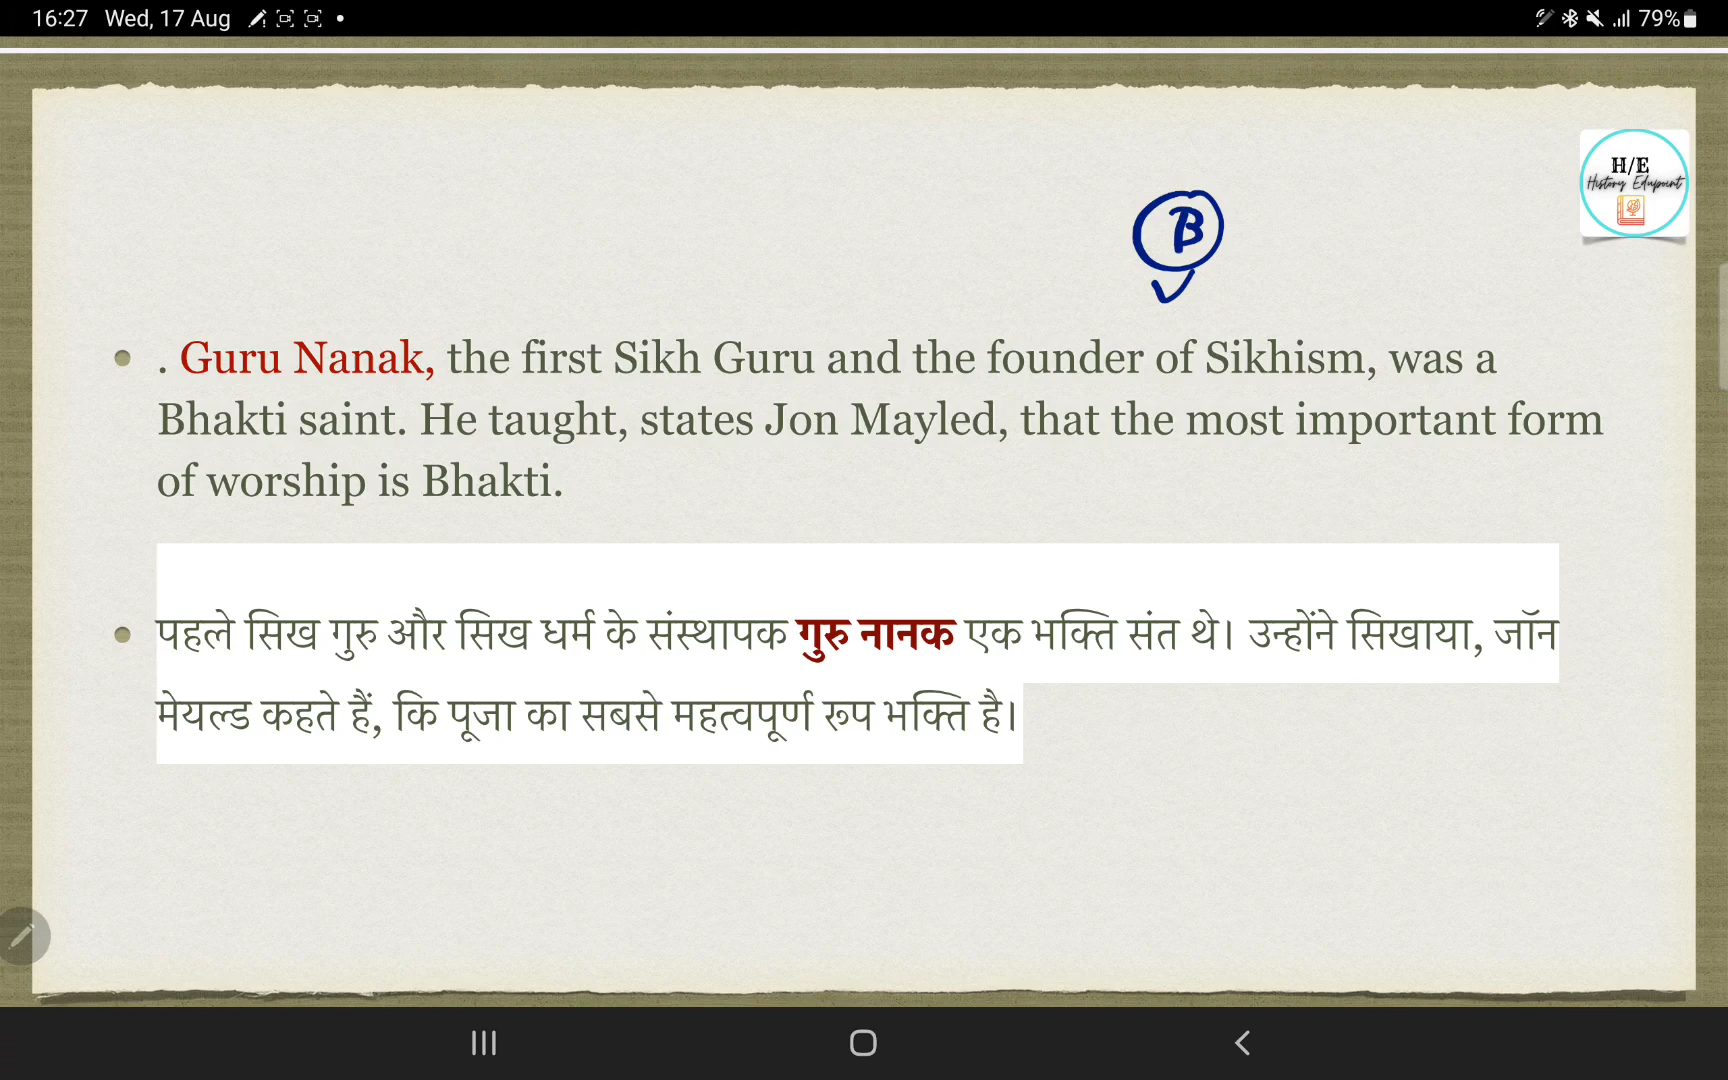 16:27 Wed, 17 Aug 79%
H/E
History Edupoint
B
. Guru Nanak, the first Sikh Guru and the founder of Sikhism, was a
Bhakti saint. He taught, states Jon Mayled, that the most important form
of worship is Bhakti.
पहले सिख गुरु और सिख धर्म के संस्थापक गुरु नानक एक भक्ति संत थे। उन्होंने सिखाया, जॉन
मेयल्ड कहते हैं, कि पूजा का सबसे महत्वपूर्ण रूप भक्ति है।